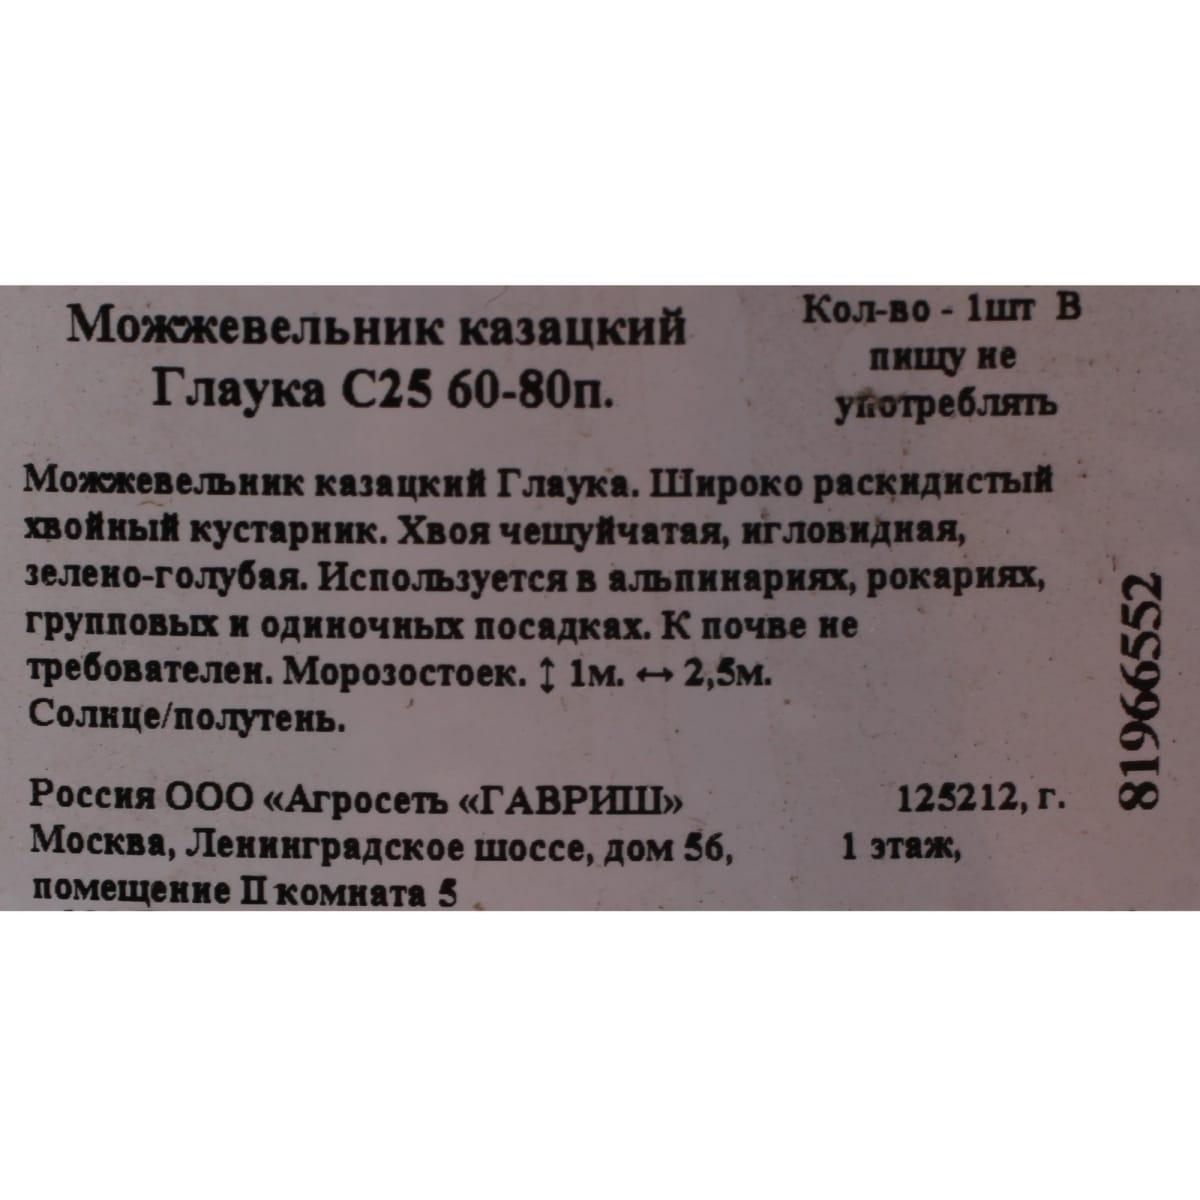 Можжевельник казацкий
Глаука С25 60-80п.
Кол-во - 1шт В
пищу не
употреблять
Можжевельник казацкий Глаука. Широко раскидистый
хвойный кустарник. Хвоя чешуйчатая, игловидная,
зелено-голубая. Используется в альпинариях, рокариях,
групповых и одиночных посадках. К почве не
требователен. Морозостоек. ↕ 1м. ↔ 2,5м.
Солнце/полутень.
Россия ООО «Агросеть «ГАВРИШ» 125212, г.
Москва, Ленинградское шоссе, дом 56, 1 этаж,
помещение II комната 5
81966552